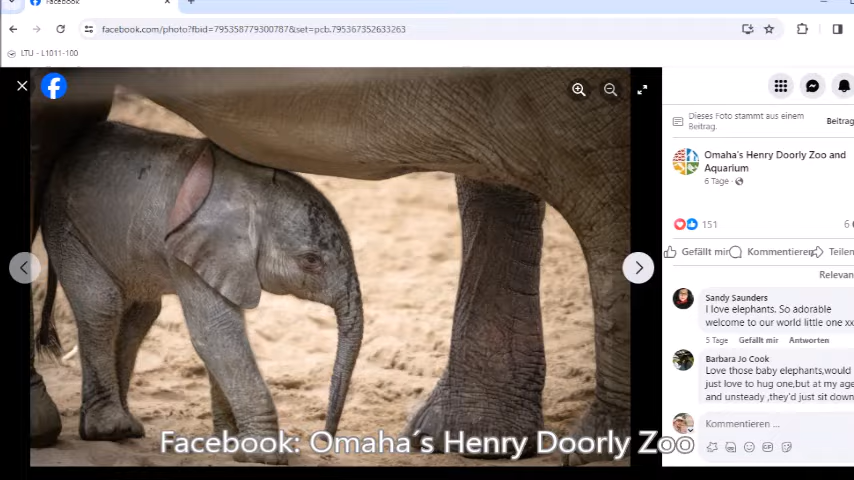 Facebook
facebook.com/photo?fbid=795358779300787&set=pcb.795367352633263
LTU - L1011-100
Dieses Foto stammt aus einem
Beitrag.
Beitrag
Omaha's Henry Doorly Zoo and
Aquarium
6 Tage
151
6
Gefällt mir
Kommentieren
Teilen
Relevan
Sandy Saunders
I love elephants. So adorable
welcome to our world little one xx
5 Tage Gefällt mir Antworten
Barbara Jo Cook
Love those baby elephants,would
just love to hug one,but at my age
and unsteady ,they'd just sit down
Kommentieren ...
GIF
Facebook: Omaha´s Henry Doorly Zoo